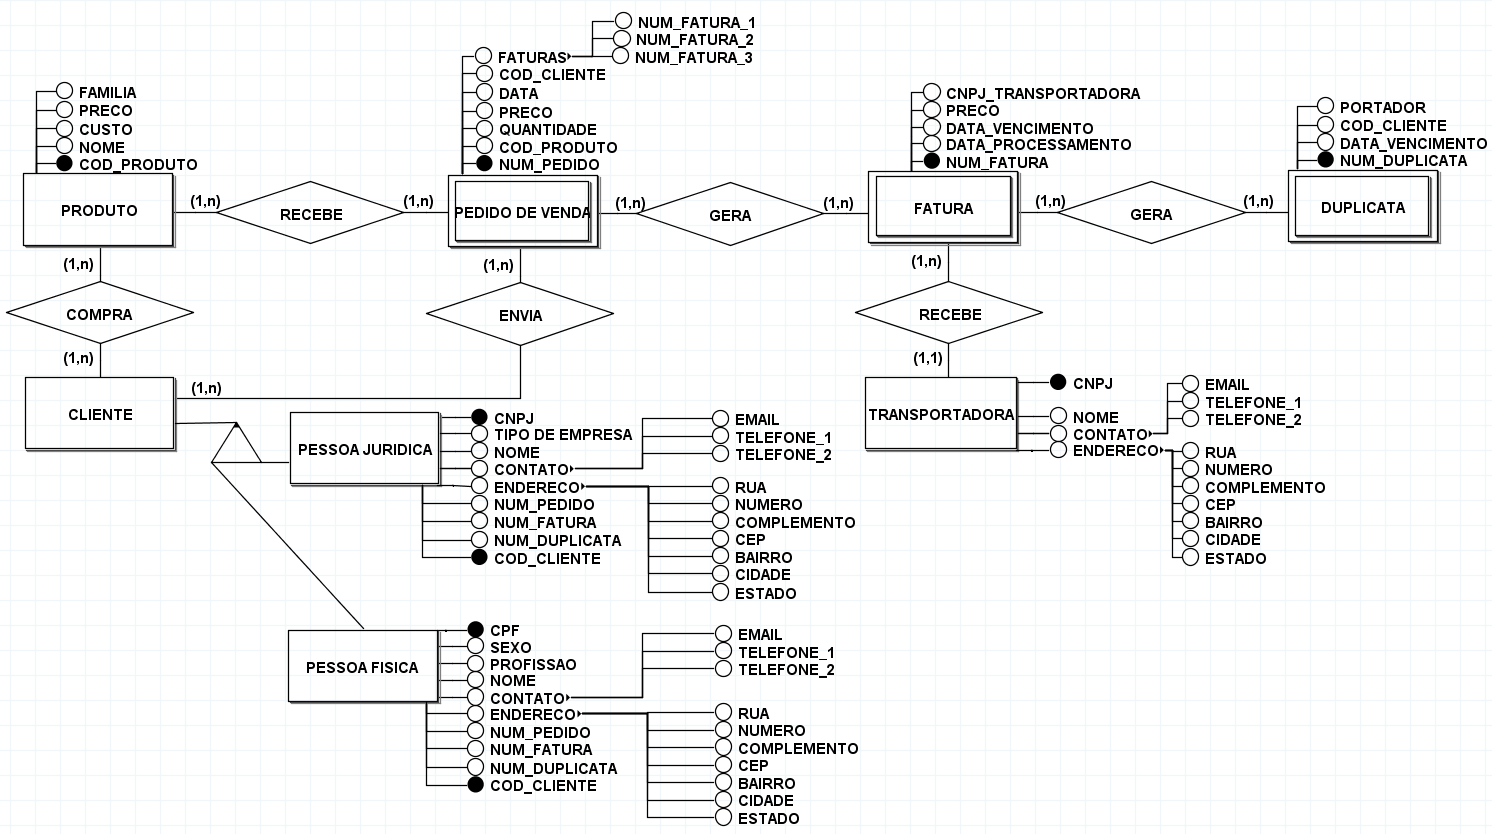 NUM_FATURA_1
NUM_FATURA_2
NUM_FATURA_3
FATURAS
COD_CLIENTE
DATA
PRECO
QUANTIDADE
COD_PRODUTO
NUM_PEDIDO
FAMILIA
PRECO
CUSTO
NOME
COD_PRODUTO
CNPJ_TRANSPORTADORA
PRECO
DATA_VENCIMENTO
DATA_PROCESSAMENTO
NUM_FATURA
PORTADOR
COD_CLIENTE
DATA_VENCIMENTO
NUM_DUPLICATA
PRODUTO
(1,n)
RECEBE
(1,n)
PEDIDO DE VENDA
(1,n)
GERA
(1,n)
FATURA
(1,n)
GERA
(1,n)
DUPLICATA
(1,n)
COMPRA
(1,n)
(1,n)
ENVIA
(1,n)
(1,n)
RECEBE
(1,1)
CLIENTE
TRANSPORTADORA
CNPJ
NOME
CONTATO
ENDERECO
EMAIL
TELEFONE_1
TELEFONE_2
RUA
NUMERO
COMPLEMENTO
CEP
BAIRRO
CIDADE
ESTADO
PESSOA JURIDICA
CNPJ
TIPO DE EMPRESA
NOME
CONTATO
ENDERECO
NUM_PEDIDO
NUM_FATURA
NUM_DUPLICATA
COD_CLIENTE
EMAIL
TELEFONE_1
TELEFONE_2
RUA
NUMERO
COMPLEMENTO
CEP
BAIRRO
CIDADE
ESTADO
PESSOA FISICA
CPF
SEXO
PROFISSAO
NOME
CONTATO
ENDERECO
NUM_PEDIDO
NUM_FATURA
NUM_DUPLICATA
COD_CLIENTE
EMAIL
TELEFONE_1
TELEFONE_2
RUA
NUMERO
COMPLEMENTO
CEP
BAIRRO
CIDADE
ESTADO